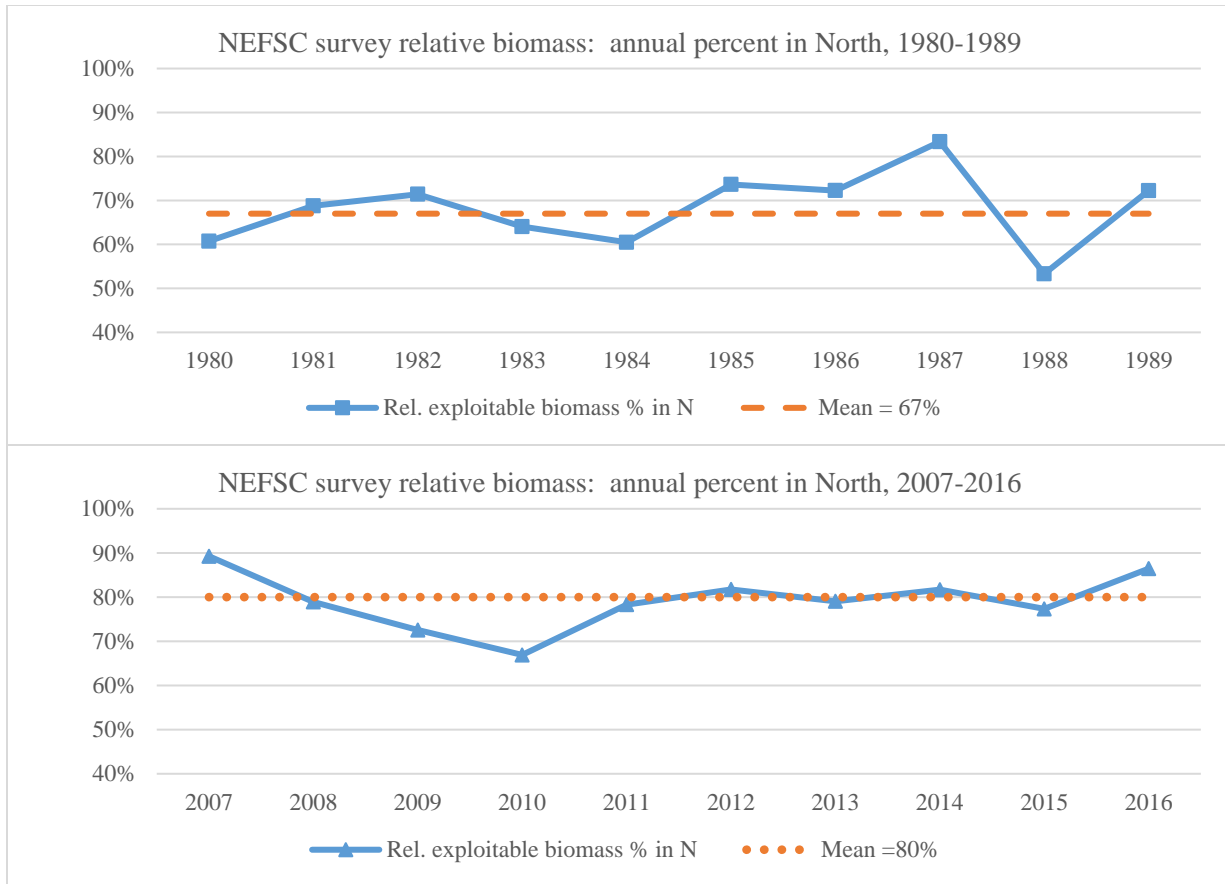 NEFSC survey relative biomass:  annual percent in North, 1980-1989
100%
90%
80%
70%
60%
50%
40%
1980 1981 1982 1983 1984 1985 1986 1987 1988 1989
Rel. exploitable biomass % in N Mean = 67%
NEFSC survey relative biomass:  annual percent in North, 2007-2016
100%
90%
80%
70%
60%
50%
40%
2007 2008 2009 2010 2011 2012 2013 2014 2015 2016
Rel. exploitable biomass % in N Mean =80%